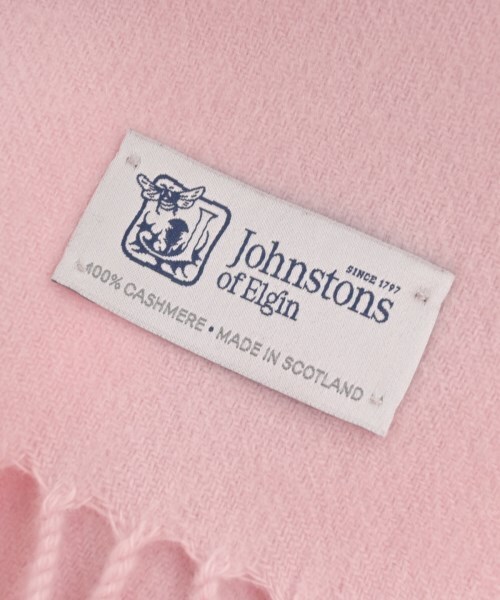 SINCE 1797
Johnstons
of Elgin
100% CASHMERE • MADE IN SCOTLAND